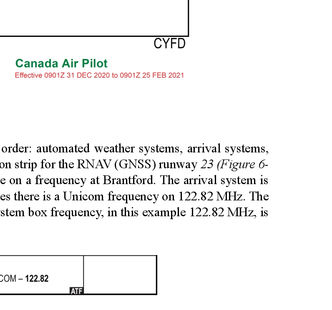 CYFD
Canada Air Pilot
Effective 0901Z 31 DEC 2020 to 0901Z 25 FEB 2021
order: automated weather systems, arrival systems,
on strip for the RNAV (GNSS) runway 23 (Figure 6-
e on a frequency at Brantford. The arrival system is
es there is a Unicom frequency on 122.82 MHz. The
stem box frequency, in this example 122.82 MHz, is
COM – 122.82
ATF